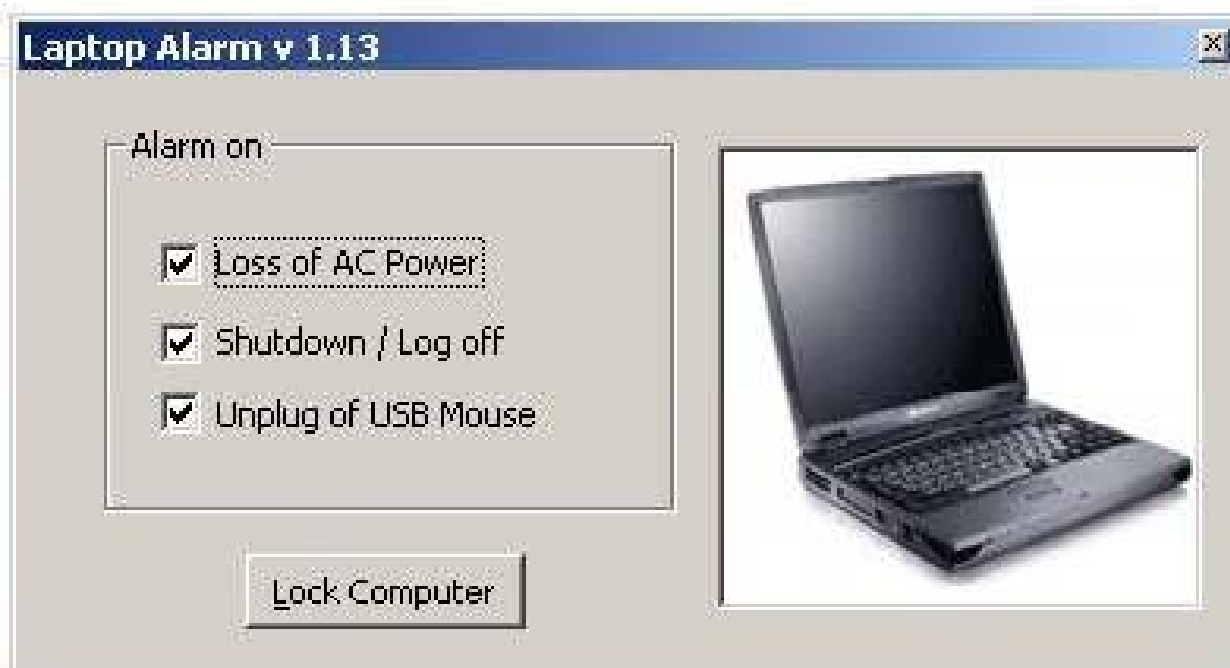 Laptop Alarm v 1.13
Alarm on
Loss of AC Power
Shutdown / Log off
Unplug of USB Mouse
Lock Computer